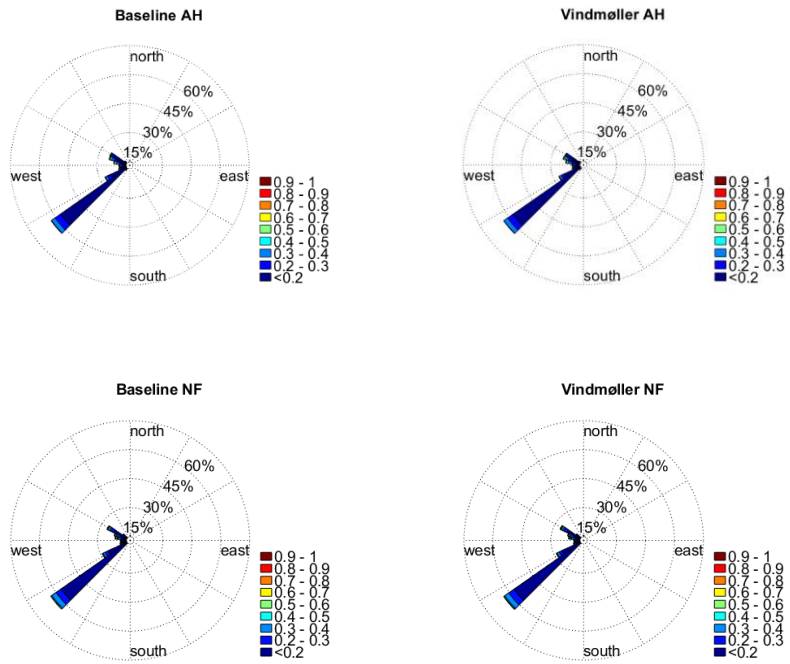 Baseline AH
north
60%
45%
30%
15%
west
east
south
0.9 - 1
0.8 - 0.9
0.7 - 0.8
0.6 - 0.7
0.5 - 0.6
0.4 - 0.5
0.3 - 0.4
0.2 - 0.3
<0.2
Vindmøller AH
north
60%
45%
30%
15%
west
east
south
0.9 - 1
0.8 - 0.9
0.7 - 0.8
0.6 - 0.7
0.5 - 0.6
0.4 - 0.5
0.3 - 0.4
0.2 - 0.3
<0.2
Baseline NF
north
60%
45%
30%
15%
west
east
south
0.9 - 1
0.8 - 0.9
0.7 - 0.8
0.6 - 0.7
0.5 - 0.6
0.4 - 0.5
0.3 - 0.4
0.2 - 0.3
<0.2
Vindmøller NF
north
60%
45%
30%
15%
west
east
south
0.9 - 1
0.8 - 0.9
0.7 - 0.8
0.6 - 0.7
0.5 - 0.6
0.4 - 0.5
0.3 - 0.4
0.2 - 0.3
<0.2